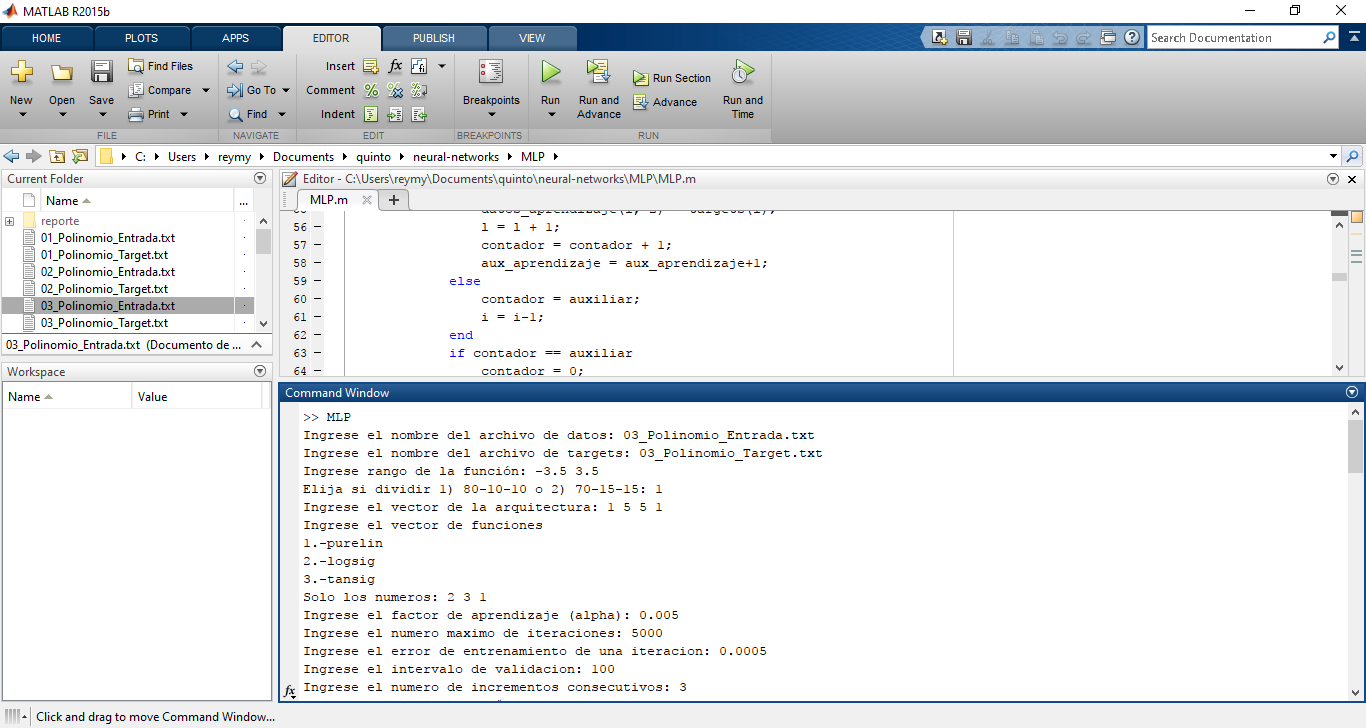 MATLAB R2015b
HOME PLOTS APPS EDITOR PUBLISH VIEW
Search Documentation
New Open Save
Find Files
Compare
Print
FILE
Go To
Find
NAVIGATE
Insert fx
Comment
Indent
EDIT
Breakpoints
BREAKPOINTS
Run
Run and Advance
Run Section
Advance
Run and Time
RUN
C: Users reymy Documents quinto neural-networks MLP
Current Folder
Name ...
reporte
01_Polinomio_Entrada.txt
01_Polinomio_Target.txt
02_Polinomio_Entrada.txt
02_Polinomio_Target.txt
03_Polinomio_Entrada.txt
03_Polinomio_Target.txt
03_Polinomio_Entrada.txt (Documento de ...
Workspace
Name Value
Editor - C:\Users\reymy\Documents\quinto\neural-networks\MLP\MLP.m
MLP.m
56 - l = l + 1;
57 - contador = contador + 1;
58 - aux_aprendizaje = aux_aprendizaje+1;
59 - else
60 - contador = auxiliar;
61 - i = i-1;
62 - end
63 - if contador == auxiliar
64 - contador = 0;
Command Window
>> MLP
Ingrese el nombre del archivo de datos: 03_Polinomio_Entrada.txt
Ingrese el nombre del archivo de targets: 03_Polinomio_Target.txt
Ingrese rango de la función: -3.5 3.5
Elija si dividir 1) 80-10-10 o 2) 70-15-15: 1
Ingrese el vector de la arquitectura: 1 5 5 1
Ingrese el vector de funciones
1.-purelin
2.-logsig
3.-tansig
Solo los numeros: 2 3 1
Ingrese el factor de aprendizaje (alpha): 0.005
Ingrese el numero maximo de iteraciones: 5000
Ingrese el error de entrenamiento de una iteracion: 0.0005
Ingrese el intervalo de validacion: 100
fx Ingrese el numero de incrementos consecutivos: 3
Click and drag to move Command Window...